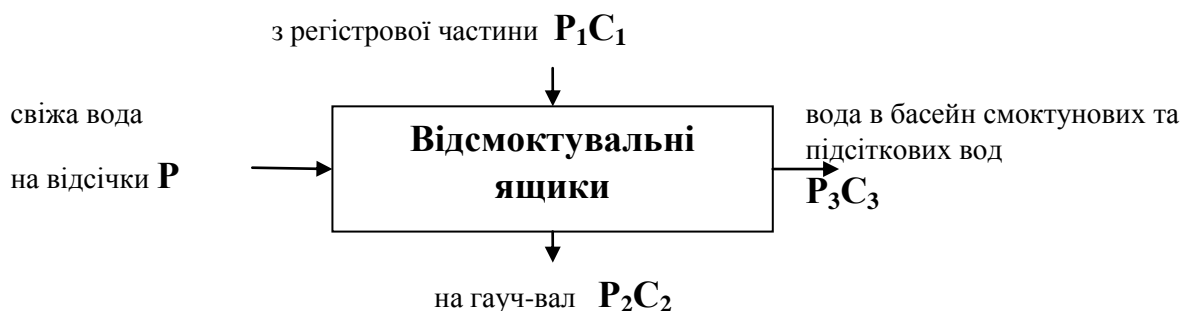 з регістрової частини P₁C₁
свіжа вода
на відсічки P
Відсмоктувальні
ящики
вода в басейн смоктунових та
підсіткових вод
P₃C₃
на гауч-вал P₂C₂